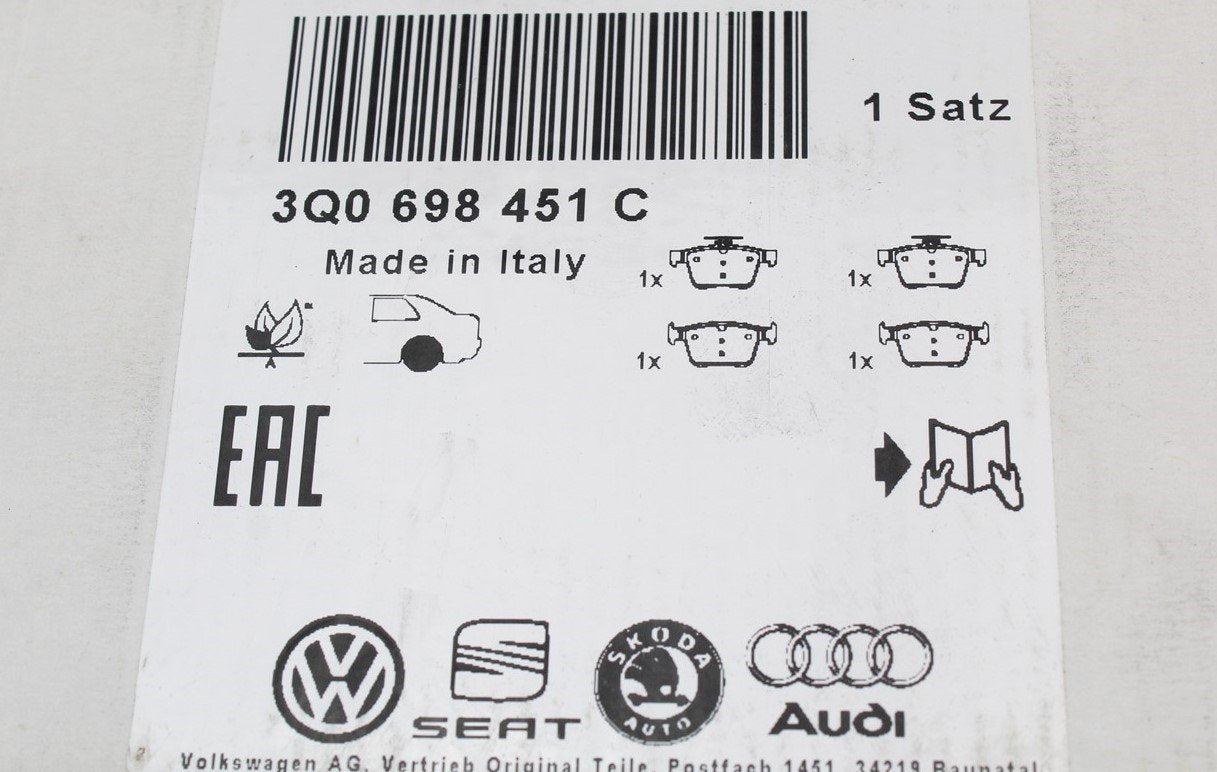 1 Satz
3Q0 698 451 C
Made in Italy
1x 1x
1x 1x
EAC
SEAT
SKODA
AUTO
Audi
Volkswagen AG, Vertrieb Original Teile, Postfach 1451, 34219 Baunatal